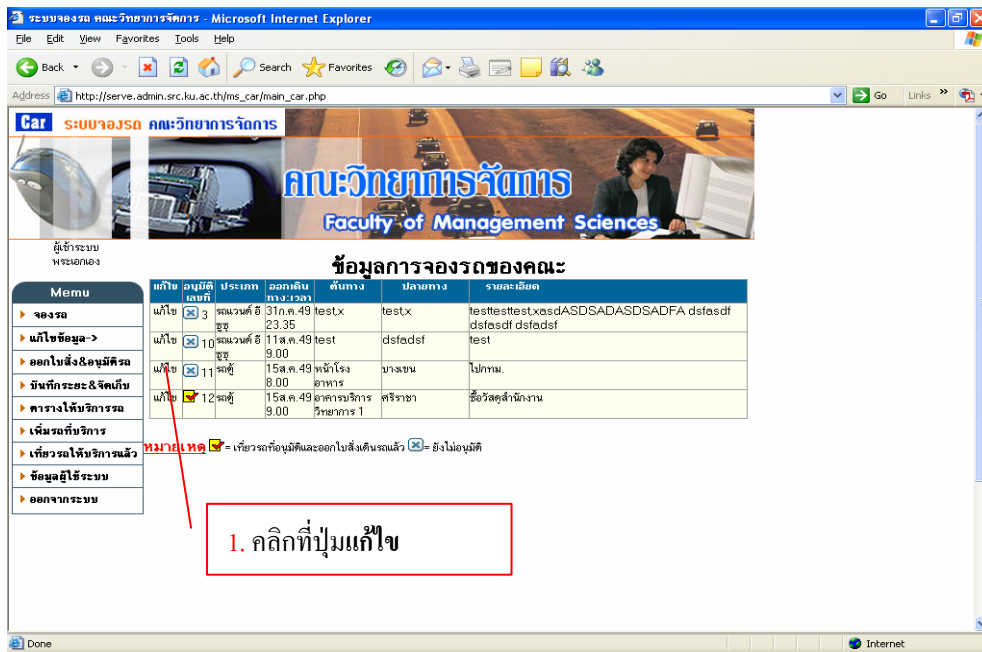 ระบบจองรถ คณะวิทยาการจัดการ - Microsoft Internet Explorer
File Edit View Favorites Tools Help
Back Search Favorites
Address http://serve.admin.src.ku.ac.th/ms_car/main_car.php Go Links
Car ระบบจองรถ คณะวิทยาการจัดการ
คณะวิทยาการจัดการ
Faculty of Management Sciences
ผู้เข้าระบบ
พระเอกเอง
ข้อมูลการจองรถของคณะ
Memu
จองรถ
แก้ไขข้อมูล->
ออกใบสั่ง&อนุมัติรถ
บันทึกระยะ&จัดเก็บ
ตารางให้บริการรถ
เพิ่มรถที่บริการ
เที่ยวรถให้บริการแล้ว
ข้อมูลผู้ใช้ระบบ
ออกจากระบบ
แก้ไข อนุมัติ ประเภท ออกเดิน ต้นทาง ปลายทาง รายละเอียด
เลขที่ ทาง:เวลา
แก้ไข 3 รถแวนต์ อี 31ก.ค.49 test,x test,x testtesttest,xasdASDSADASDSADFA dsfasdf
ซูซุ 23.35 dsfasdf dsfadsf
แก้ไข 10 รถแวนต์ อี 11ส.ค.49 test dsfadsf test
ซูซุ 9.00
แก้ไข 11 รถตู้ 15ส.ค.49 หน้าโรง บางเขน ไปกทม.
8.00 อาหาร
แก้ไข 12 รถตู้ 15ส.ค.49 อาคารบริการ ศรีราชา ซื้อวัสดุสำนักงาน
9.00 วิทยาการ 1
หมายเหตุ = เที่ยวรถที่อนุมัติและออกใบสั่งเดินรถแล้ว = ยังไม่อนุมัติ
1. คลิกที่ปุ่มแก้ไข
Done Internet